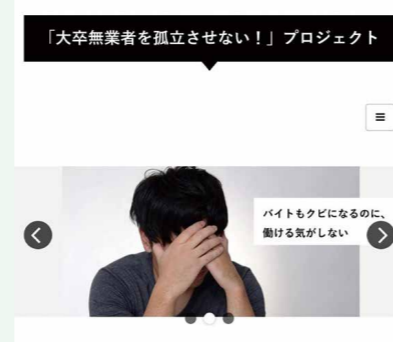 「大卒無業者を孤立させない！」プロジェクト
バイトもクビになるのに、
働ける気がしない